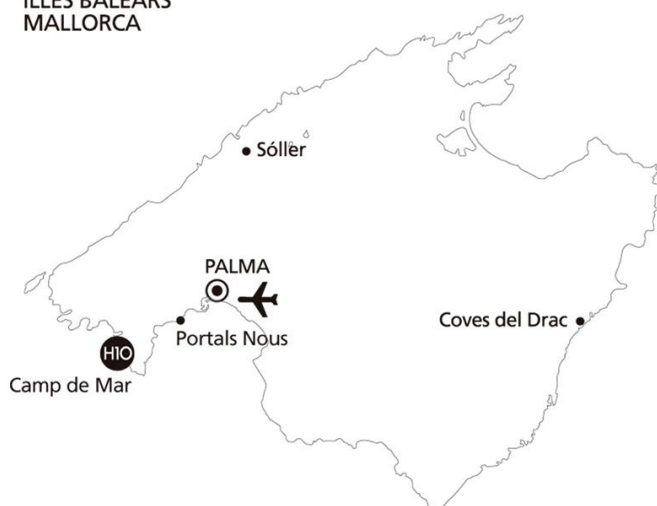 ILLES BALEARS
MALLORCA
Sóller
PALMA
Coves del Drac
Portals Nous
H10
Camp de Mar